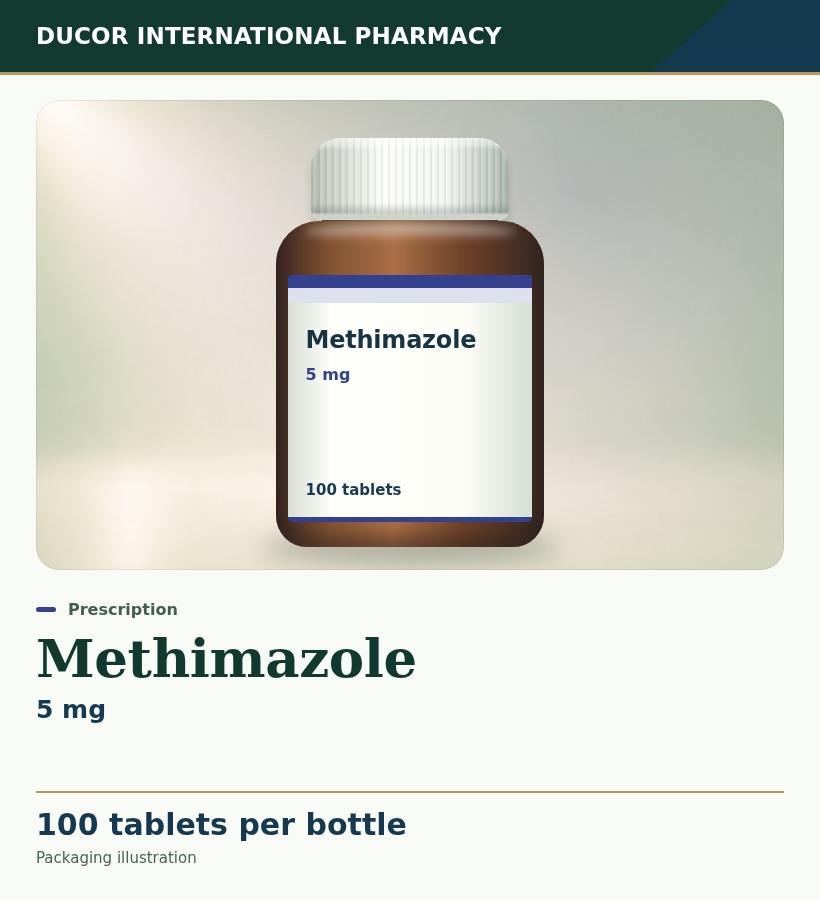 DUCOR INTERNATIONAL PHARMACY
Methimazole
5 mg
100 tablets
Prescription
Methimazole
5 mg
100 tablets per bottle
Packaging illustration